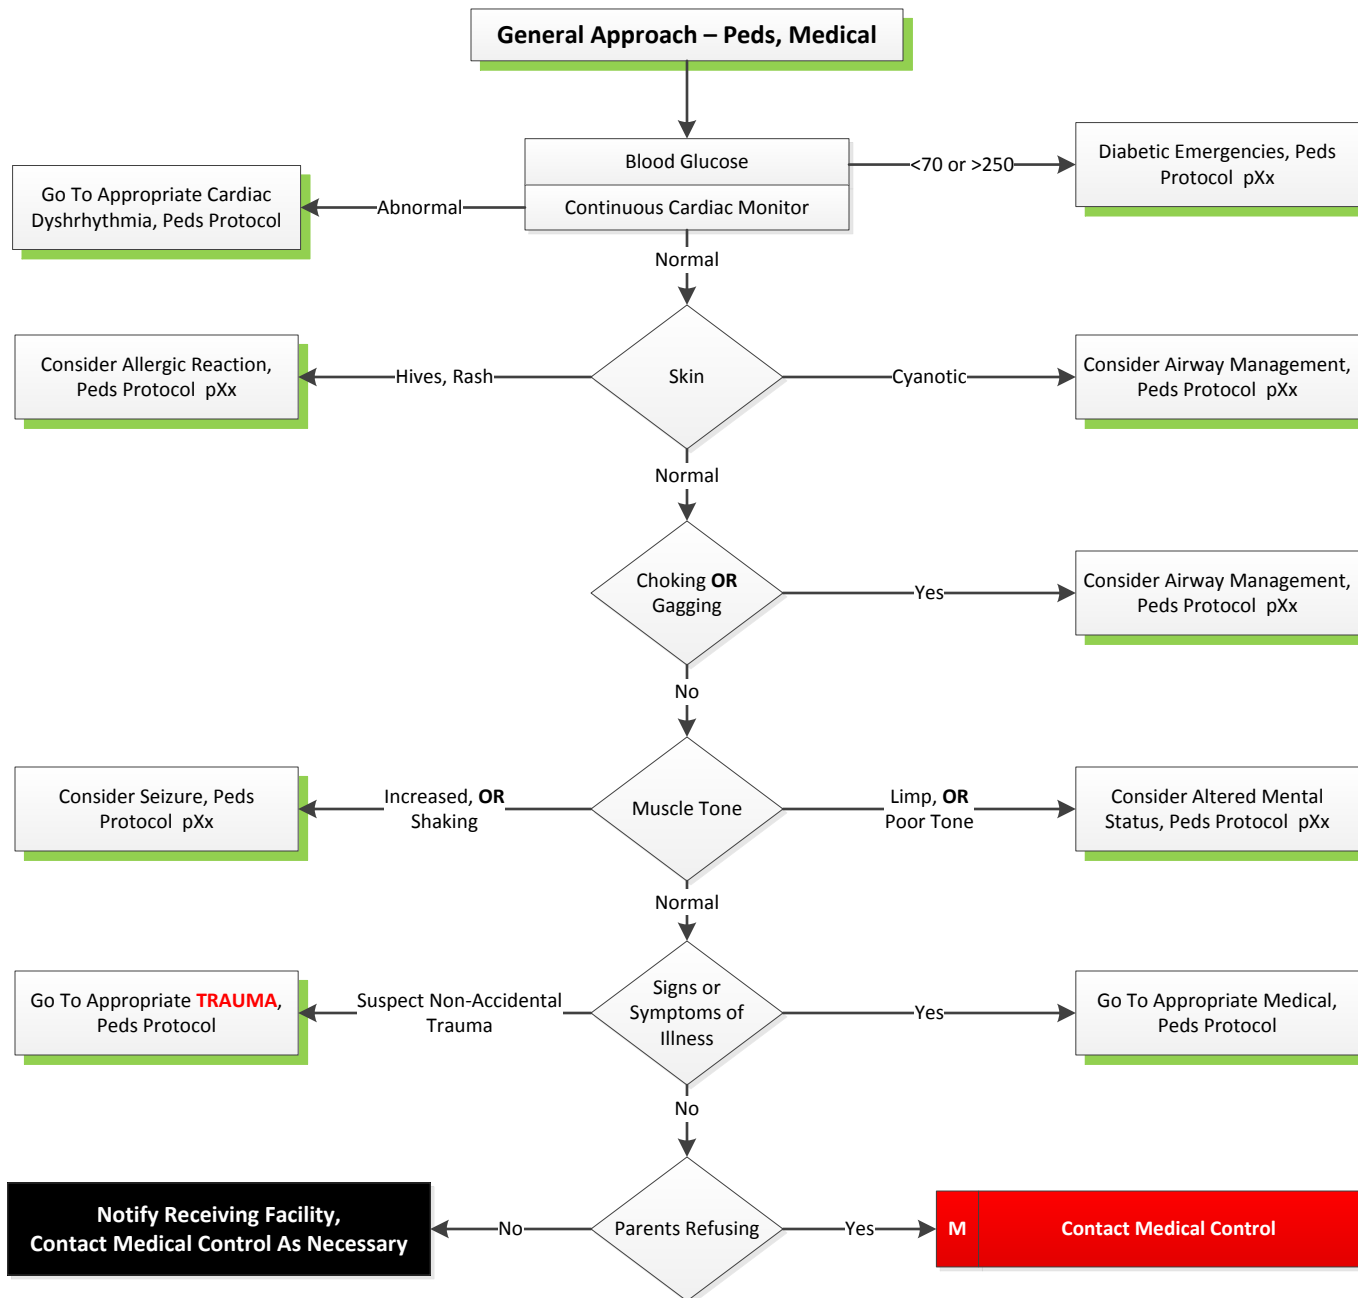 General Approach – Peds, Medical
Blood Glucose
<70 or >250
Diabetic Emergencies, Peds
Protocol pXx
Go To Appropriate Cardiac
Dyshrhythmia, Peds Protocol
Abnormal
Continuous Cardiac Monitor
Normal
Consider Allergic Reaction,
Peds Protocol pXx
Hives, Rash
Skin
Cyanotic
Consider Airway Management,
Peds Protocol pXx
Normal
Choking OR
Gagging
Yes
Consider Airway Management,
Peds Protocol pXx
No
Consider Seizure, Peds
Protocol pXx
Increased, OR
Shaking
Muscle Tone
Limp, OR
Poor Tone
Consider Altered Mental
Status, Peds Protocol pXx
Normal
Go To Appropriate TRAUMA,
Peds Protocol
Suspect Non-Accidental
Trauma
Signs or
Symptoms of
Illness
Yes
Go To Appropriate Medical,
Peds Protocol
No
Notify Receiving Facility,
Contact Medical Control As Necessary
No
Parents Refusing
Yes
M
Contact Medical Control